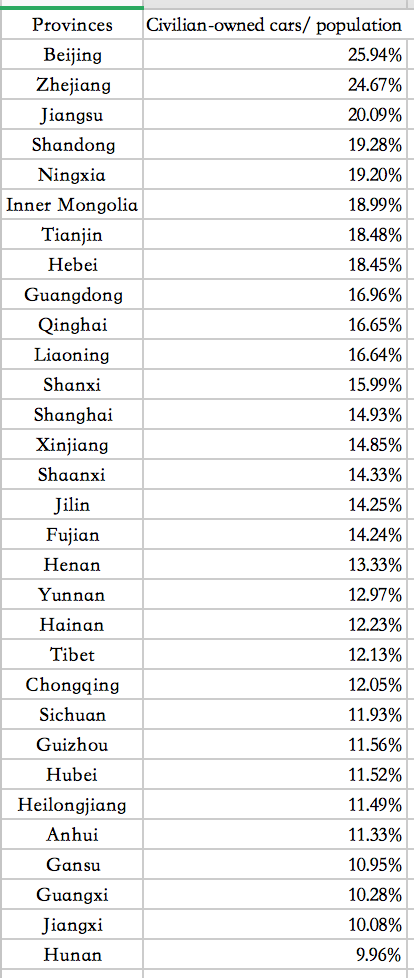 Provinces Civilian-owned cars/ population
Beijing 25.94%
Zhejiang 24.67%
Jiangsu 20.09%
Shandong 19.28%
Ningxia 19.20%
Inner Mongolia 18.99%
Tianjin 18.48%
Hebei 18.45%
Guangdong 16.96%
Qinghai 16.65%
Liaoning 16.64%
Shanxi 15.99%
Shanghai 14.93%
Xinjiang 14.85%
Shaanxi 14.33%
Jilin 14.25%
Fujian 14.24%
Henan 13.33%
Yunnan 12.97%
Hainan 12.23%
Tibet 12.13%
Chongqing 12.05%
Sichuan 11.93%
Guizhou 11.56%
Hubei 11.52%
Heilongjiang 11.49%
Anhui 11.33%
Gansu 10.95%
Guangxi 10.28%
Jiangxi 10.08%
Hunan 9.96%